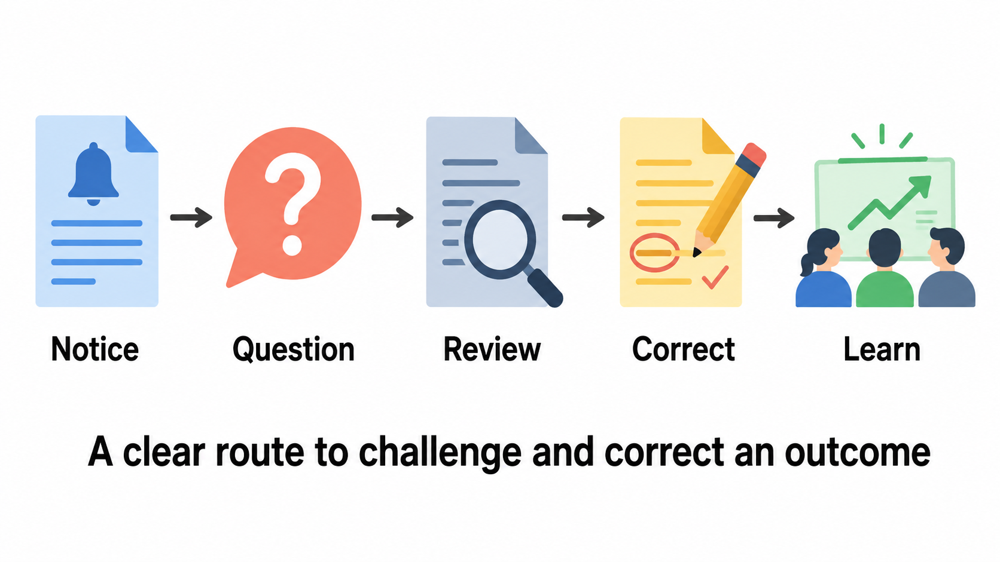 Notice
Question
Review
Correct
Learn
A clear route to challenge and correct an outcome